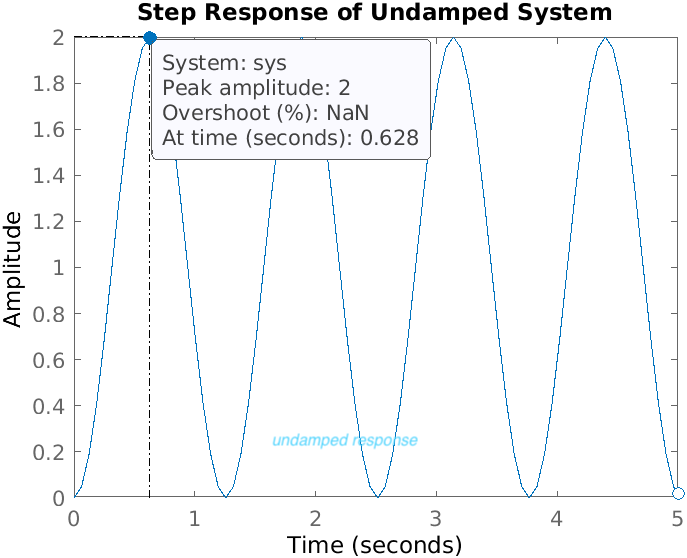 Step Response of Undamped System
2
1.8
1.6
1.4
1.2
1
0.8
0.6
0.4
0.2
0
Amplitude
System: sys
Peak amplitude: 2
Overshoot (%): NaN
At time (seconds): 0.628
undamped response
0 1 2 3 4 5
Time (seconds)